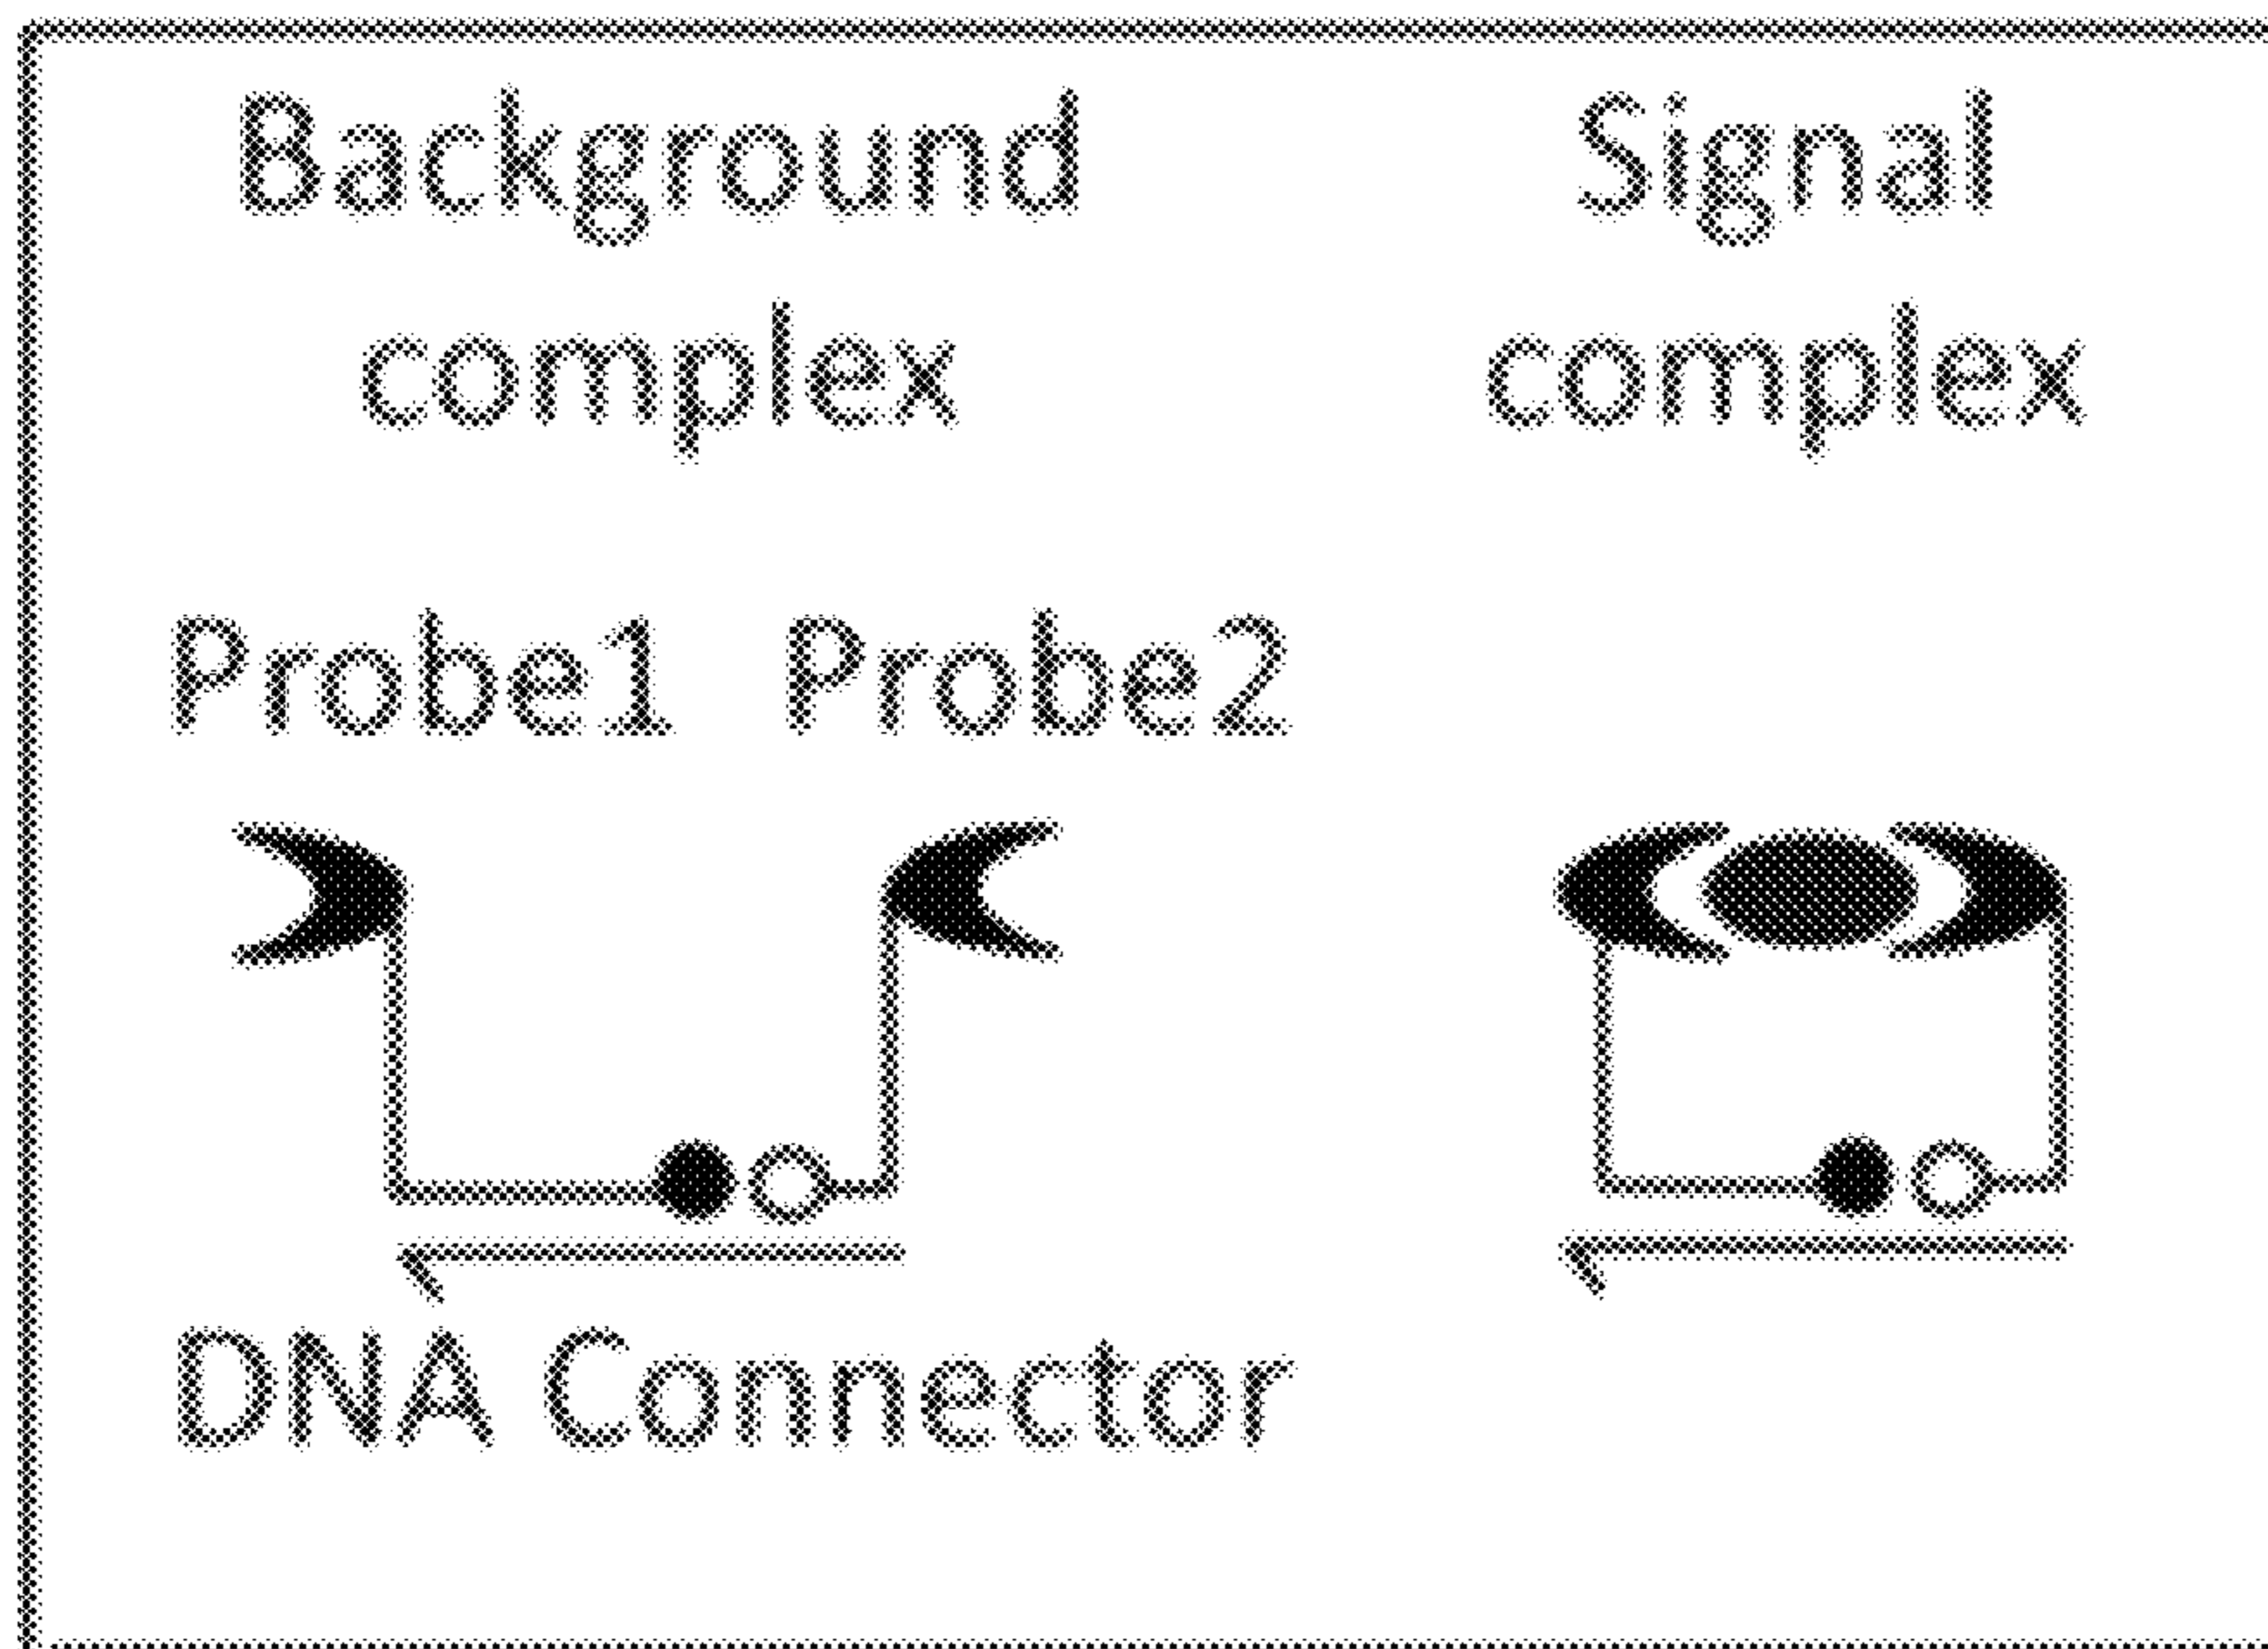 Background
complex
Signal
complex
Probe1 Probe2
DNA Connector